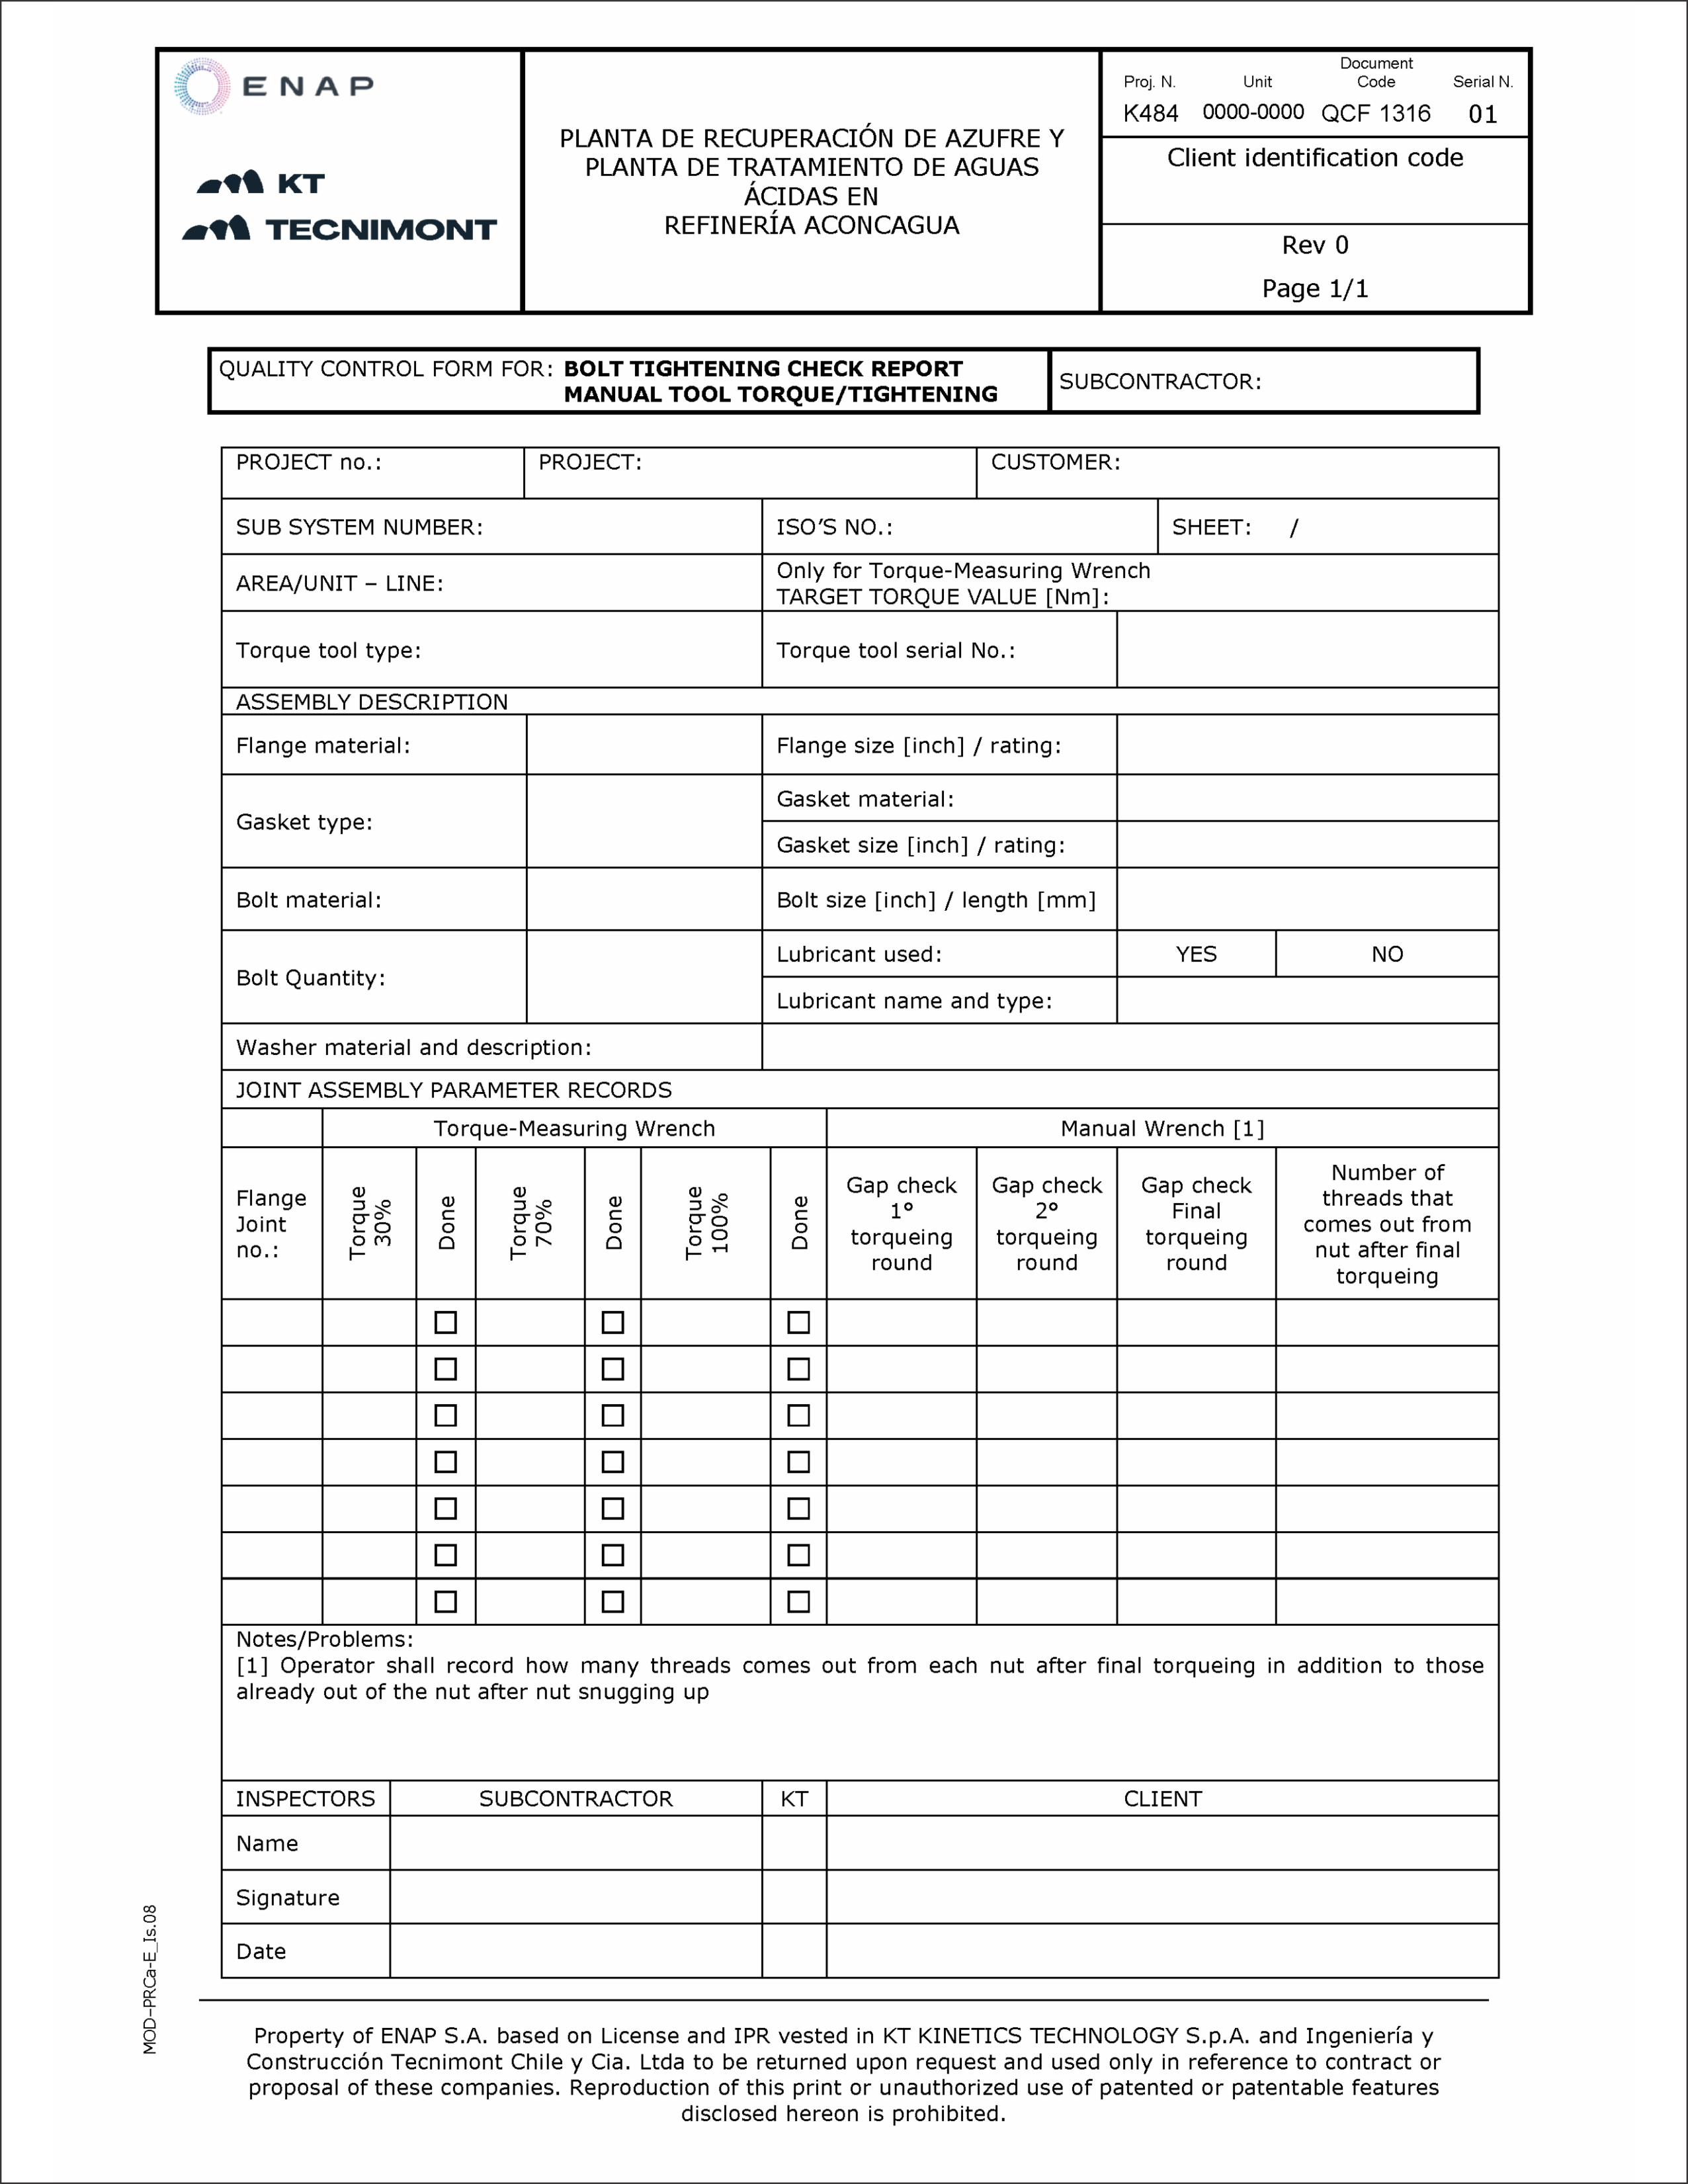 ENAP
KT
TECNIMONT
PLANTA DE RECUPERACIÓN DE AZUFRE Y
PLANTA DE TRATAMIENTO DE AGUAS
ÁCIDAS EN
REFINERÍA ACONCAGUA
Proj. N. Unit Document Code Serial N.
K484 0000-0000 QCF 1316 01
Client identification code
Rev 0
Page 1/1
QUALITY CONTROL FORM FOR: BOLT TIGHTENING CHECK REPORT
MANUAL TOOL TORQUE/TIGHTENING
SUBCONTRACTOR:
PROJECT no.: PROJECT: CUSTOMER:
SUB SYSTEM NUMBER: ISO'S NO.: SHEET: /
AREA/UNIT – LINE: Only for Torque-Measuring Wrench
TARGET TORQUE VALUE [Nm]:
Torque tool type: Torque tool serial No.:
ASSEMBLY DESCRIPTION
Flange material: Flange size [inch] / rating:
Gasket type: Gasket material:
Gasket size [inch] / rating:
Bolt material: Bolt size [inch] / length [mm]
Bolt Quantity: Lubricant used: YES NO
Lubricant name and type:
Washer material and description:
JOINT ASSEMBLY PARAMETER RECORDS
Torque-Measuring Wrench Manual Wrench [1]
Flange
Joint
no.:
Torque
30%
Done
Torque
70%
Done
Torque
100%
Done
Gap check
1°
torqueing
round
Gap check
2°
torqueing
round
Gap check
Final
torqueing
round
Number of
threads that
comes out from
nut after final
torqueing
Notes/Problems:
[1] Operator shall record how many threads comes out from each nut after final torqueing in addition to those
already out of the nut after nut snugging up
INSPECTORS SUBCONTRACTOR KT CLIENT
Name
Signature
Date
MOD–PRCa-E_Is.08
Property of ENAP S.A. based on License and IPR vested in KT KINETICS TECHNOLOGY S.p.A. and Ingeniería y
Construcción Tecnimont Chile y Cia. Ltda to be returned upon request and used only in reference to contract or
proposal of these companies. Reproduction of this print or unauthorized use of patented or patentable features
disclosed hereon is prohibited.